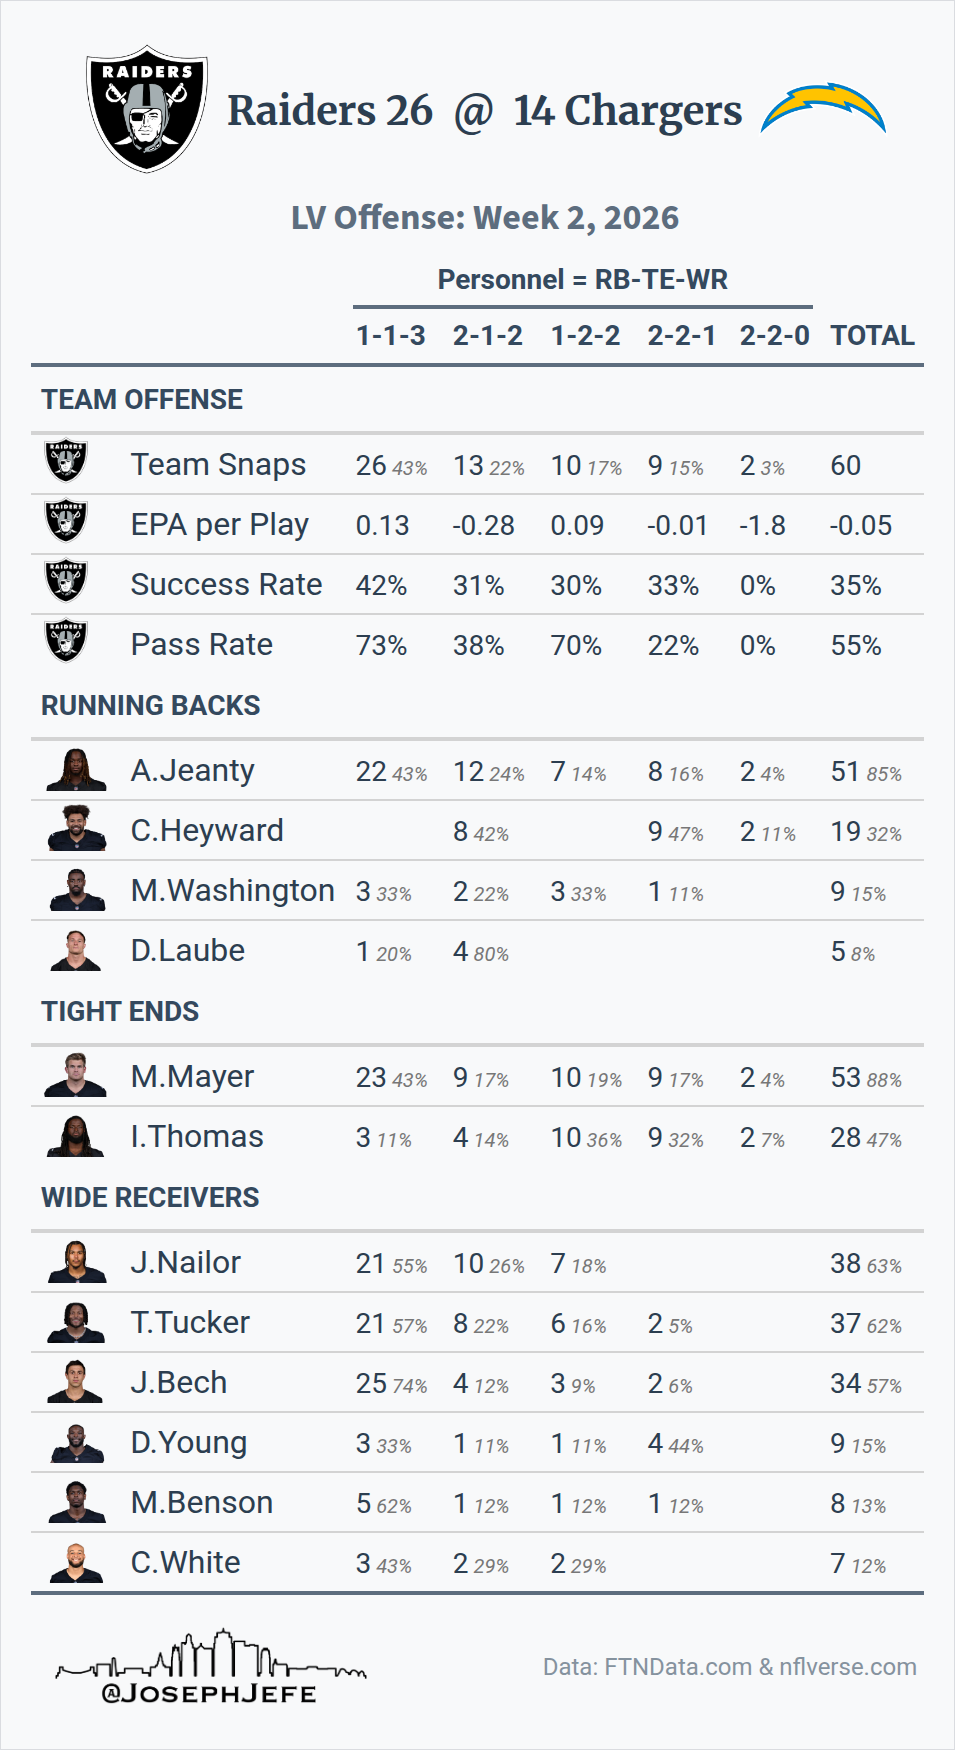 RAIDERS
Raiders 26 @ 14 Chargers
LV Offense: Week 2, 2026
Personnel = RB-TE-WR
1-1-3 2-1-2 1-2-2 2-2-1 2-2-0 TOTAL
TEAM OFFENSE
RAIDERS Team Snaps 26 43% 13 22% 10 17% 9 15% 2 3% 60
RAIDERS EPA per Play 0.13 -0.28 0.09 -0.01 -1.8 -0.05
RAIDERS Success Rate 42% 31% 30% 33% 0% 35%
RAIDERS Pass Rate 73% 38% 70% 22% 0% 55%
RUNNING BACKS
A.Jeanty 22 43% 12 24% 7 14% 8 16% 2 4% 51 85%
C.Heyward 8 42% 9 47% 2 11% 19 32%
M.Washington 3 33% 2 22% 3 33% 1 11% 9 15%
D.Laube 1 20% 4 80% 5 8%
TIGHT ENDS
M.Mayer 23 43% 9 17% 10 19% 9 17% 2 4% 53 88%
I.Thomas 3 11% 4 14% 10 36% 9 32% 2 7% 28 47%
WIDE RECEIVERS
J.Nailor 21 55% 10 26% 7 18% 38 63%
T.Tucker 21 57% 8 22% 6 16% 2 5% 37 62%
J.Bech 25 74% 4 12% 3 9% 2 6% 34 57%
D.Young 3 33% 1 11% 1 11% 4 44% 9 15%
M.Benson 5 62% 1 12% 1 12% 1 12% 8 13%
C.White 3 43% 2 29% 2 29% 7 12%
@JOSEPHJEFE
Data: FTNData.com & nflverse.com